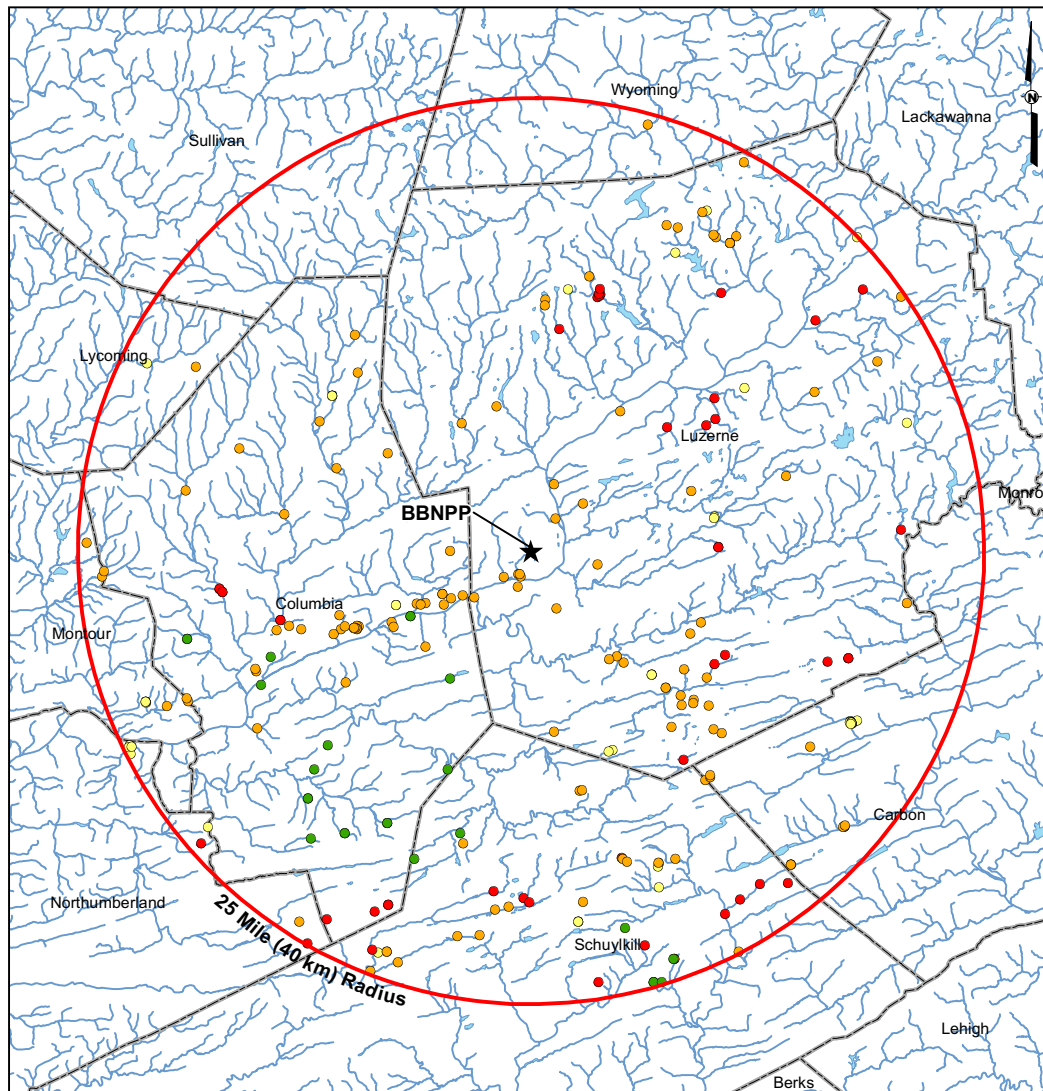 Wyoming
N
Lackawanna
Sullivan
Lycoming
Luzerne
Monro
BBNPP
Columbia
Montour
Carbon
Northumberland
25 Mile (40 km) Radius
Schuylkill
Lehigh
Berks